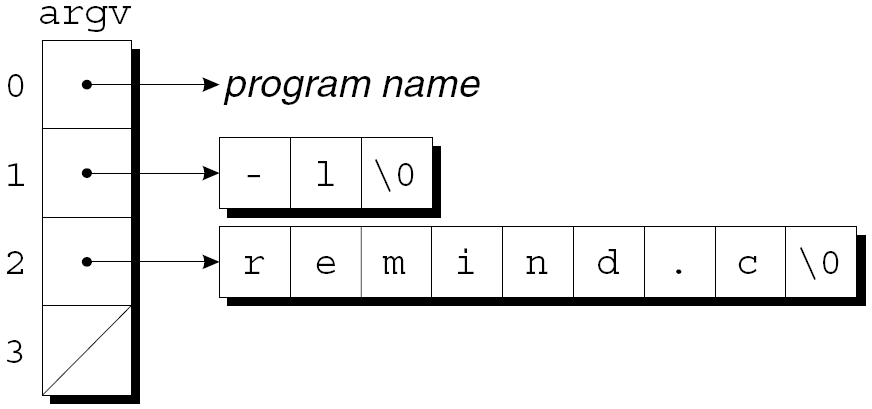 argv
0 program name
1 - l \0
2 r e m i n d . c \0
3